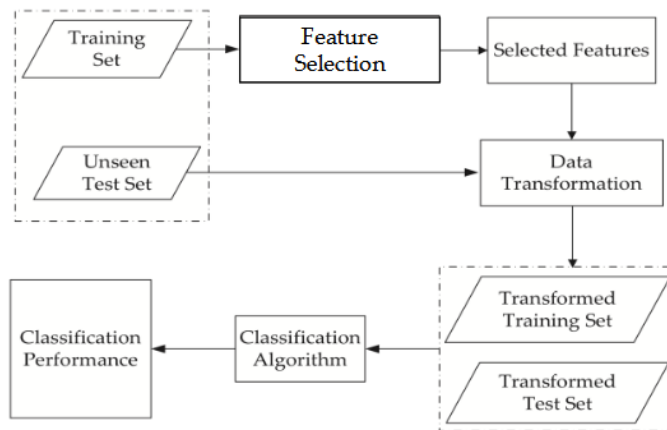 Training
Set
Feature
Selection
Selected Features
Unseen
Test Set
Data
Transformation
Transformed
Training Set
Classification
Performance
Classification
Algorithm
Transformed
Test Set